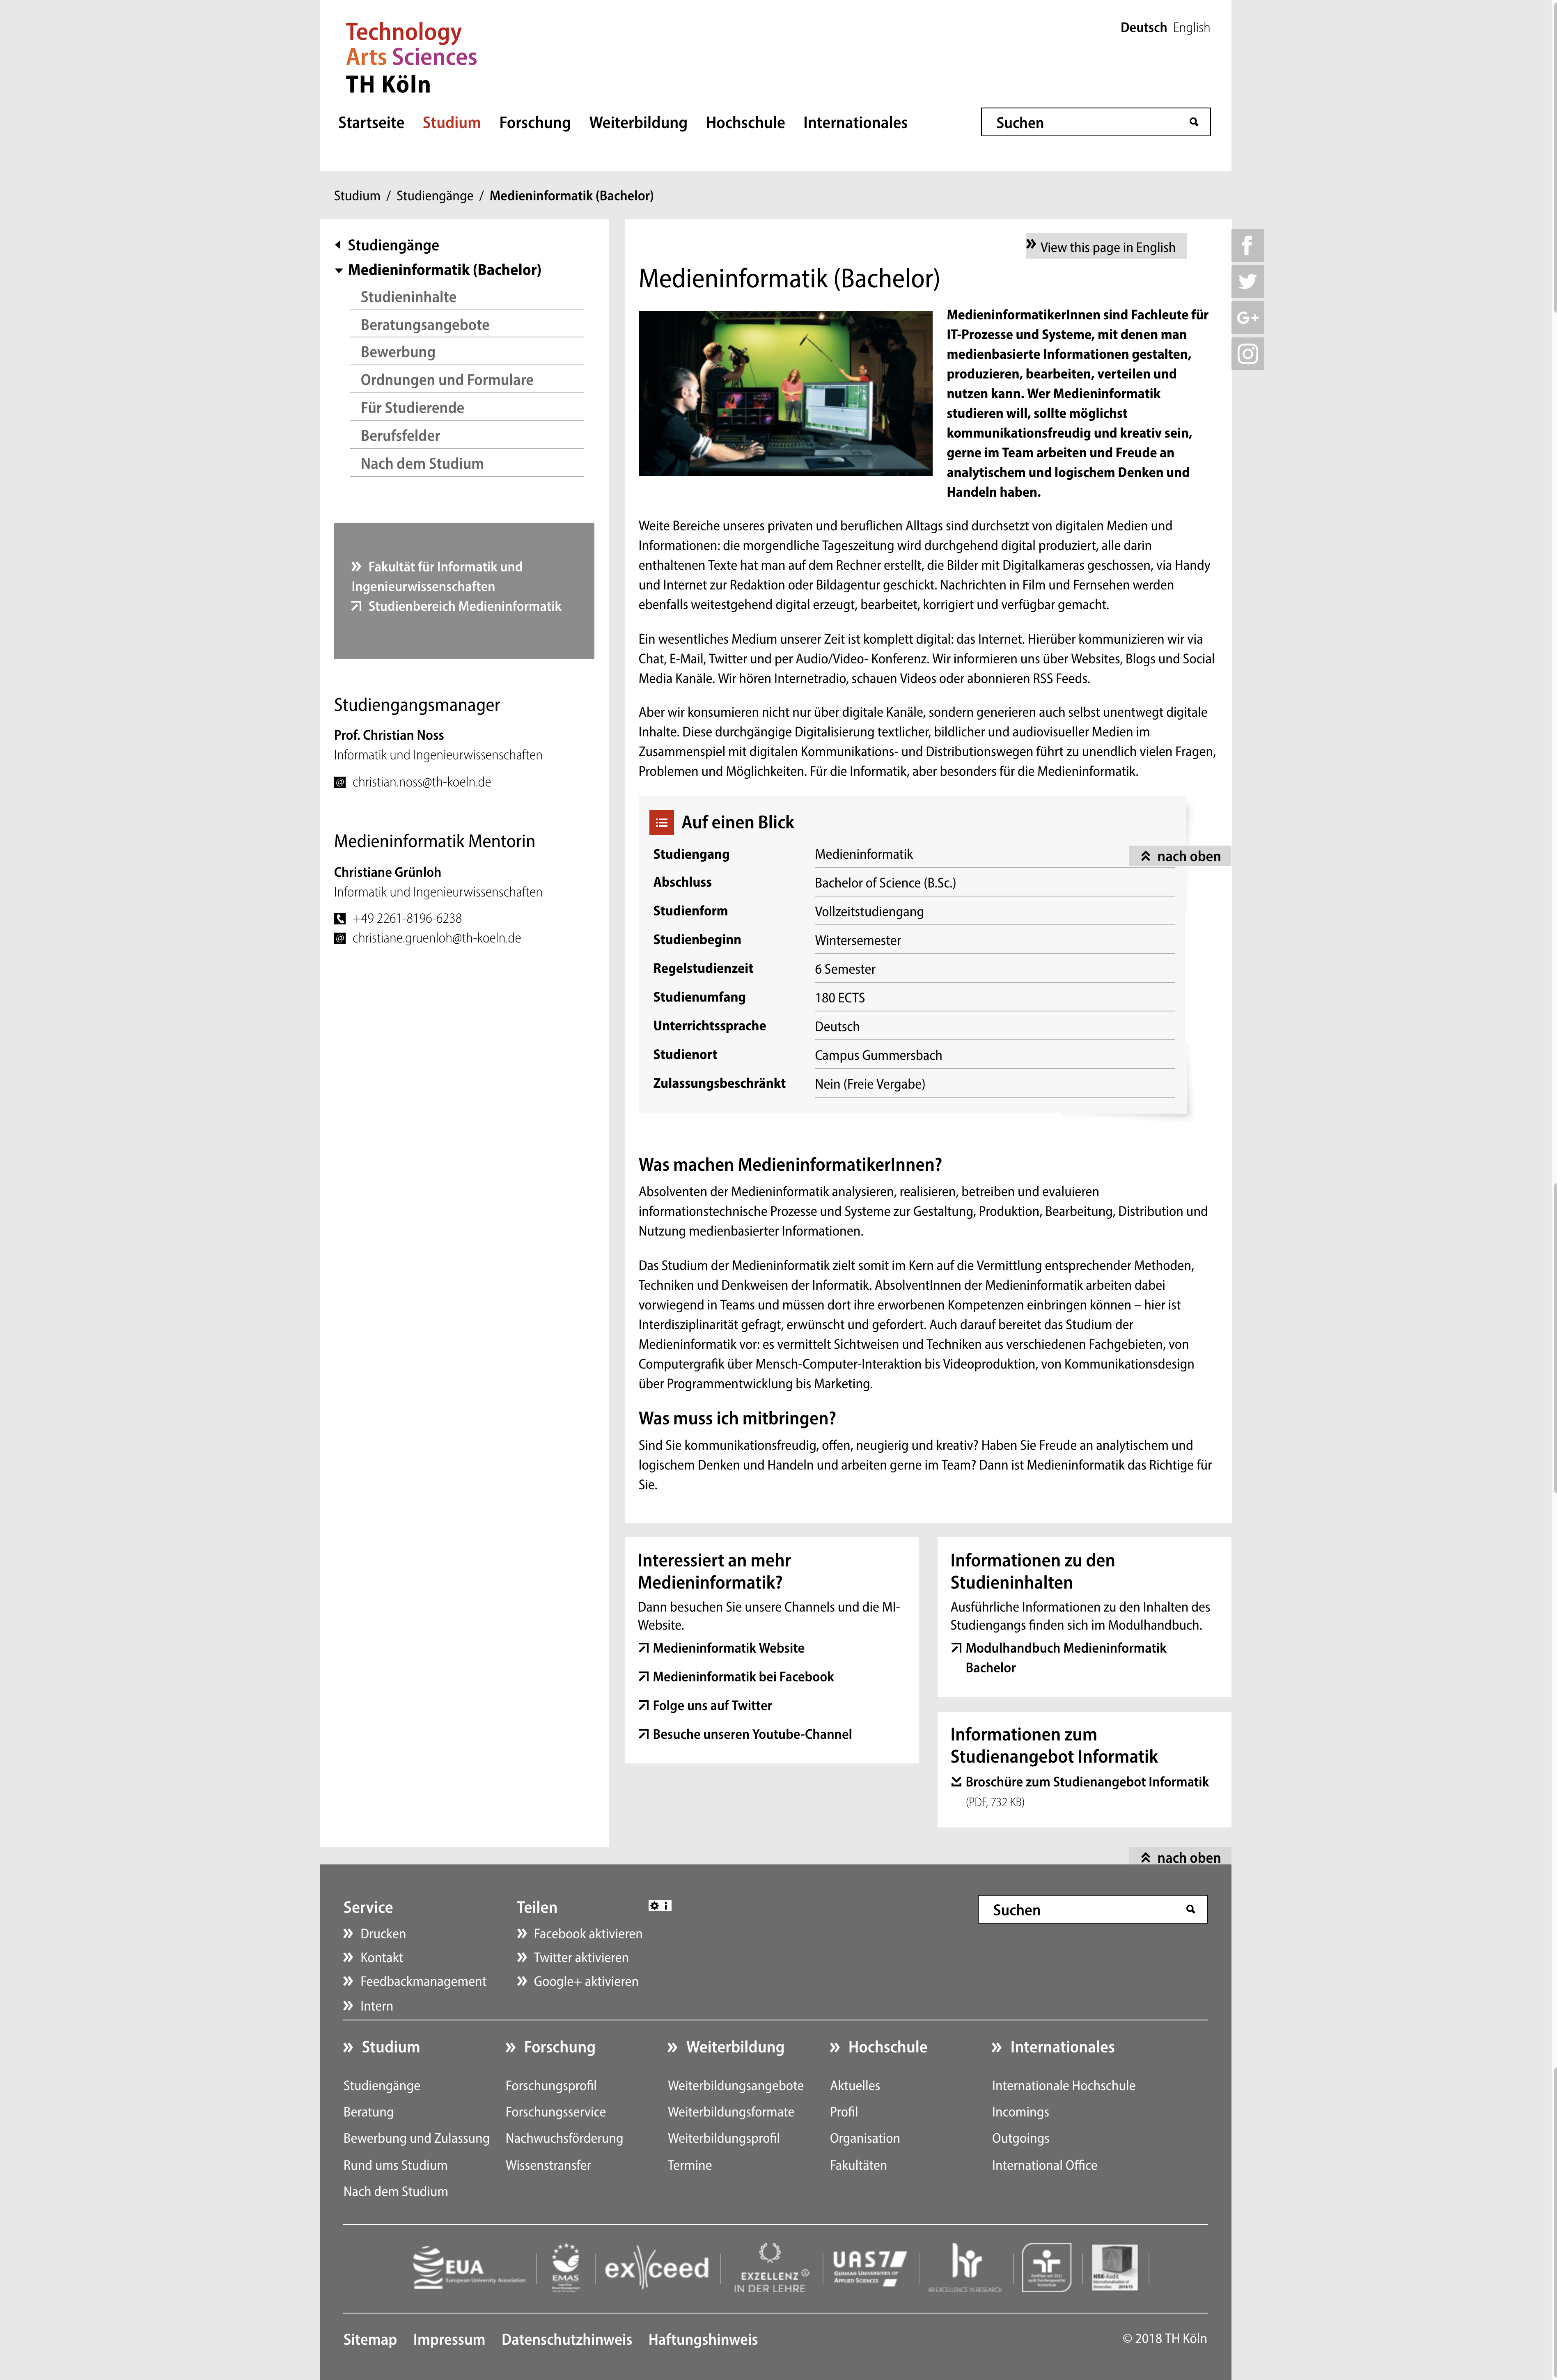 Technology
Arts Sciences
TH Köln
Deutsch English
Startseite Studium Forschung Weiterbildung Hochschule Internationales
Suchen
Studium / Studiengänge / Medieninformatik (Bachelor)
Studiengänge
Medieninformatik (Bachelor)
Studieninhalte
Beratungsangebote
Bewerbung
Ordnungen und Formulare
Für Studierende
Berufsfelder
Nach dem Studium
Fakultät für Informatik und
Ingenieurwissenschaften
Studienbereich Medieninformatik
Studiengangsmanager
Prof. Christian Noss
Informatik und Ingenieurwissenschaften
christian.noss@th-koeln.de
Medieninformatik Mentorin
Christiane Grünloh
Informatik und Ingenieurwissenschaften
+49 2261-8196-6238
christiane.gruenloh@th-koeln.de
View this page in English
Medieninformatik (Bachelor)
MedieninformatikerInnen sind Fachleute für
IT-Prozesse und Systeme, mit denen man
medienbasierte Informationen gestalten,
produzieren, bearbeiten, verteilen und
nutzen kann. Wer Medieninformatik
studieren will, sollte möglichst
kommunikationsfreudig und kreativ sein,
gerne im Team arbeiten und Freude an
analytischem und logischem Denken und
Handeln haben.
Weite Bereiche unseres privaten und beruflichen Alltags sind durchsetzt von digitalen Medien und
Informationen: die morgendliche Tageszeitung wird durchgehend digital produziert, alle darin
enthaltenen Texte hat man auf dem Rechner erstellt, die Bilder mit Digitalkameras geschossen, via Handy
und Internet zur Redaktion oder Bildagentur geschickt. Nachrichten in Film und Fernsehen werden
ebenfalls weitestgehend digital erzeugt, bearbeitet, korrigiert und verfügbar gemacht.
Ein wesentliches Medium unserer Zeit ist komplett digital: das Internet. Hierüber kommunizieren wir via
Chat, E-Mail, Twitter und per Audio/Video- Konferenz. Wir informieren uns über Websites, Blogs und Social
Media Kanäle. Wir hören Internetradio, schauen Videos oder abonnieren RSS Feeds.
Aber wir konsumieren nicht nur über digitale Kanäle, sondern generieren auch selbst unentwegt digitale
Inhalte. Diese durchgängige Digitalisierung textlicher, bildlicher und audiovisueller Medien im
Zusammenspiel mit digitalen Kommunikations- und Distributionswegen führt zu unendlich vielen Fragen,
Problemen und Möglichkeiten. Für die Informatik, aber besonders für die Medieninformatik.
Auf einen Blick
nach oben
Studiengang Medieninformatik
Abschluss Bachelor of Science (B.Sc.)
Studienform Vollzeitstudiengang
Studienbeginn Wintersemester
Regelstudienzeit 6 Semester
Studienumfang 180 ECTS
Unterrichtssprache Deutsch
Studienort Campus Gummersbach
Zulassungsbeschränkt Nein (Freie Vergabe)
Was machen MedieninformatikerInnen?
Absolventen der Medieninformatik analysieren, realisieren, betreiben und evaluieren
informationstechnische Prozesse und Systeme zur Gestaltung, Produktion, Bearbeitung, Distribution und
Nutzung medienbasierter Informationen.
Das Studium der Medieninformatik zielt somit im Kern auf die Vermittlung entsprechender Methoden,
Techniken und Denkweisen der Informatik. AbsolventInnen der Medieninformatik arbeiten dabei
vorwiegend in Teams und müssen dort ihre erworbenen Kompetenzen einbringen können – hier ist
Interdisziplinarität gefragt, erwünscht und gefordert. Auch darauf bereitet das Studium der
Medieninformatik vor: es vermittelt Sichtweisen und Techniken aus verschiedenen Fachgebieten, von
Computergrafik über Mensch-Computer-Interaktion bis Videoproduktion, von Kommunikationsdesign
über Programmentwicklung bis Marketing.
Was muss ich mitbringen?
Sind Sie kommunikationsfreudig, offen, neugierig und kreativ? Haben Sie Freude an analytischem und
logischem Denken und Handeln und arbeiten gerne im Team? Dann ist Medieninformatik das Richtige für
Sie.
Interessiert an mehr
Medieninformatik?
Dann besuchen Sie unsere Channels und die MI-
Website.
Medieninformatik Website
Medieninformatik bei Facebook
Folge uns auf Twitter
Besuche unseren Youtube-Channel
Informationen zu den
Studieninhalten
Ausführliche Informationen zu den Inhalten des
Studiengangs finden sich im Modulhandbuch.
Modulhandbuch Medieninformatik
Bachelor
Informationen zum
Studienangebot Informatik
Broschüre zum Studienangebot Informatik
(PDF, 732 KB)
nach oben
Service
Drucken
Kontakt
Feedbackmanagement
Intern
Teilen
Facebook aktivieren
Twitter aktivieren
Google+ aktivieren
Suchen
Studium
Studiengänge
Beratung
Bewerbung und Zulassung
Rund ums Studium
Nach dem Studium
Forschung
Forschungsprofil
Forschungsservice
Nachwuchsförderung
Wissenstransfer
Weiterbildung
Weiterbildungsangebote
Weiterbildungsformate
Weiterbildungsprofil
Termine
Hochschule
Aktuelles
Profil
Organisation
Fakultäten
Internationales
Internationale Hochschule
Incomings
Outgoings
International Office
EUA
European University Association
EMAS
exceed
EXZELLENZ
IN DER LEHRE
UAS7
GERMAN UNIVERSITIES OF
APPLIED SCIENCES
hr
HR EXCELLENCE IN RESEARCH
HRK-Audit
Sitemap Impressum Datenschutzhinweis Haftungshinweis
© 2018 TH Köln